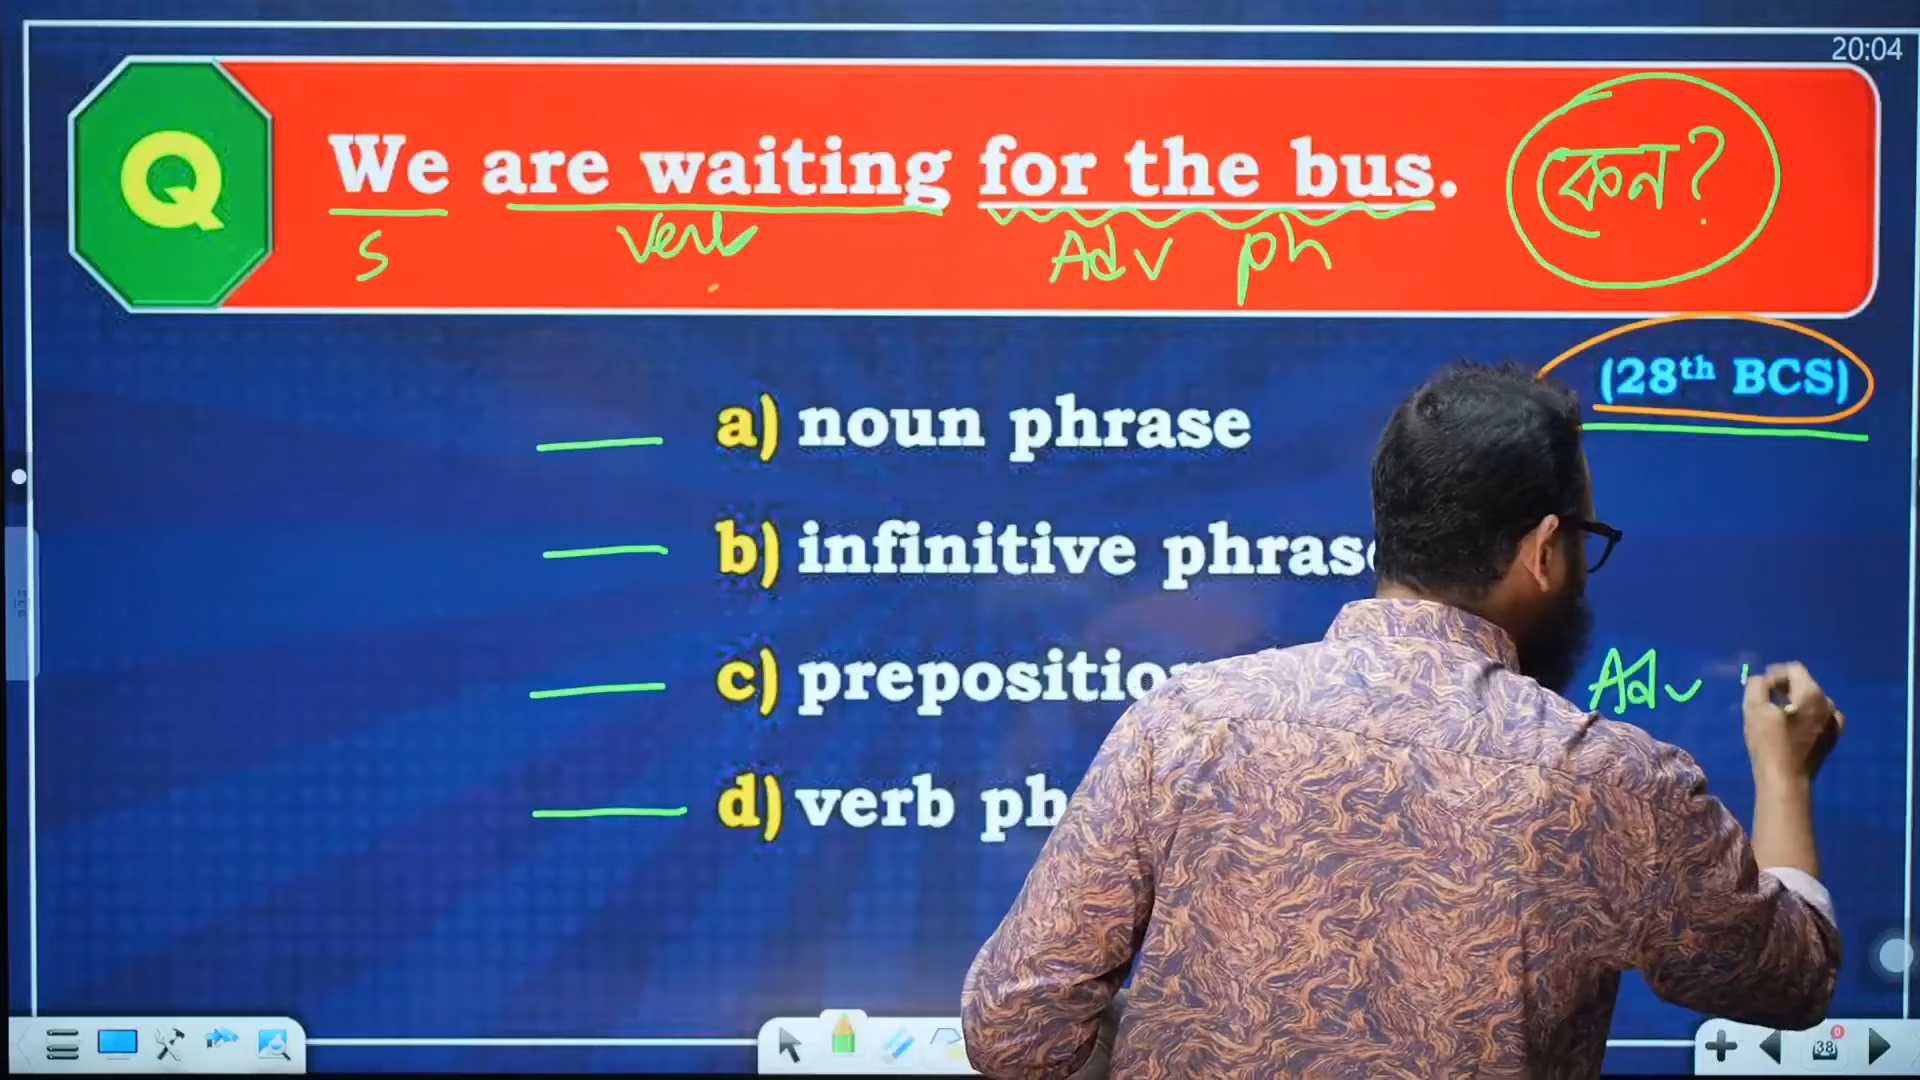 20:04
Q
We are waiting for the bus.
কেন?
S verb Adv ph
(28th BCS)
a) noun phrase
b) infinitive phrase
c) prepositio
Adv
d) verb ph
38